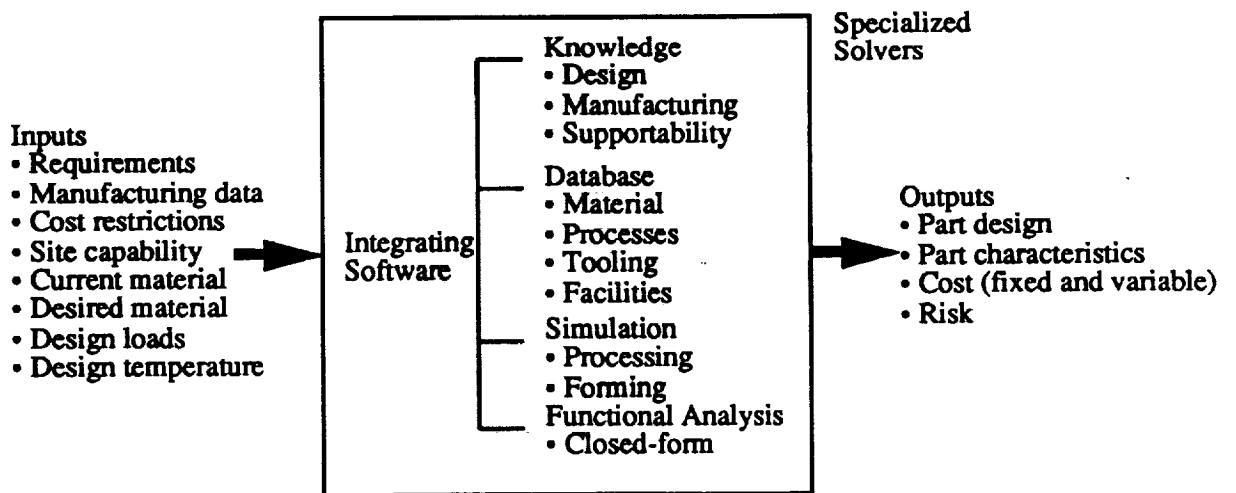 Specialized
Solvers
Inputs
• Requirements
• Manufacturing data
• Cost restrictions
• Site capability
• Current material
• Desired material
• Design loads
• Design temperature
Integrating
Software
Knowledge
• Design
• Manufacturing
• Supportability
Database
• Material
• Processes
• Tooling
• Facilities
Simulation
• Processing
• Forming
Functional Analysis
• Closed-form
Outputs
• Part design
• Part characteristics
• Cost (fixed and variable)
• Risk